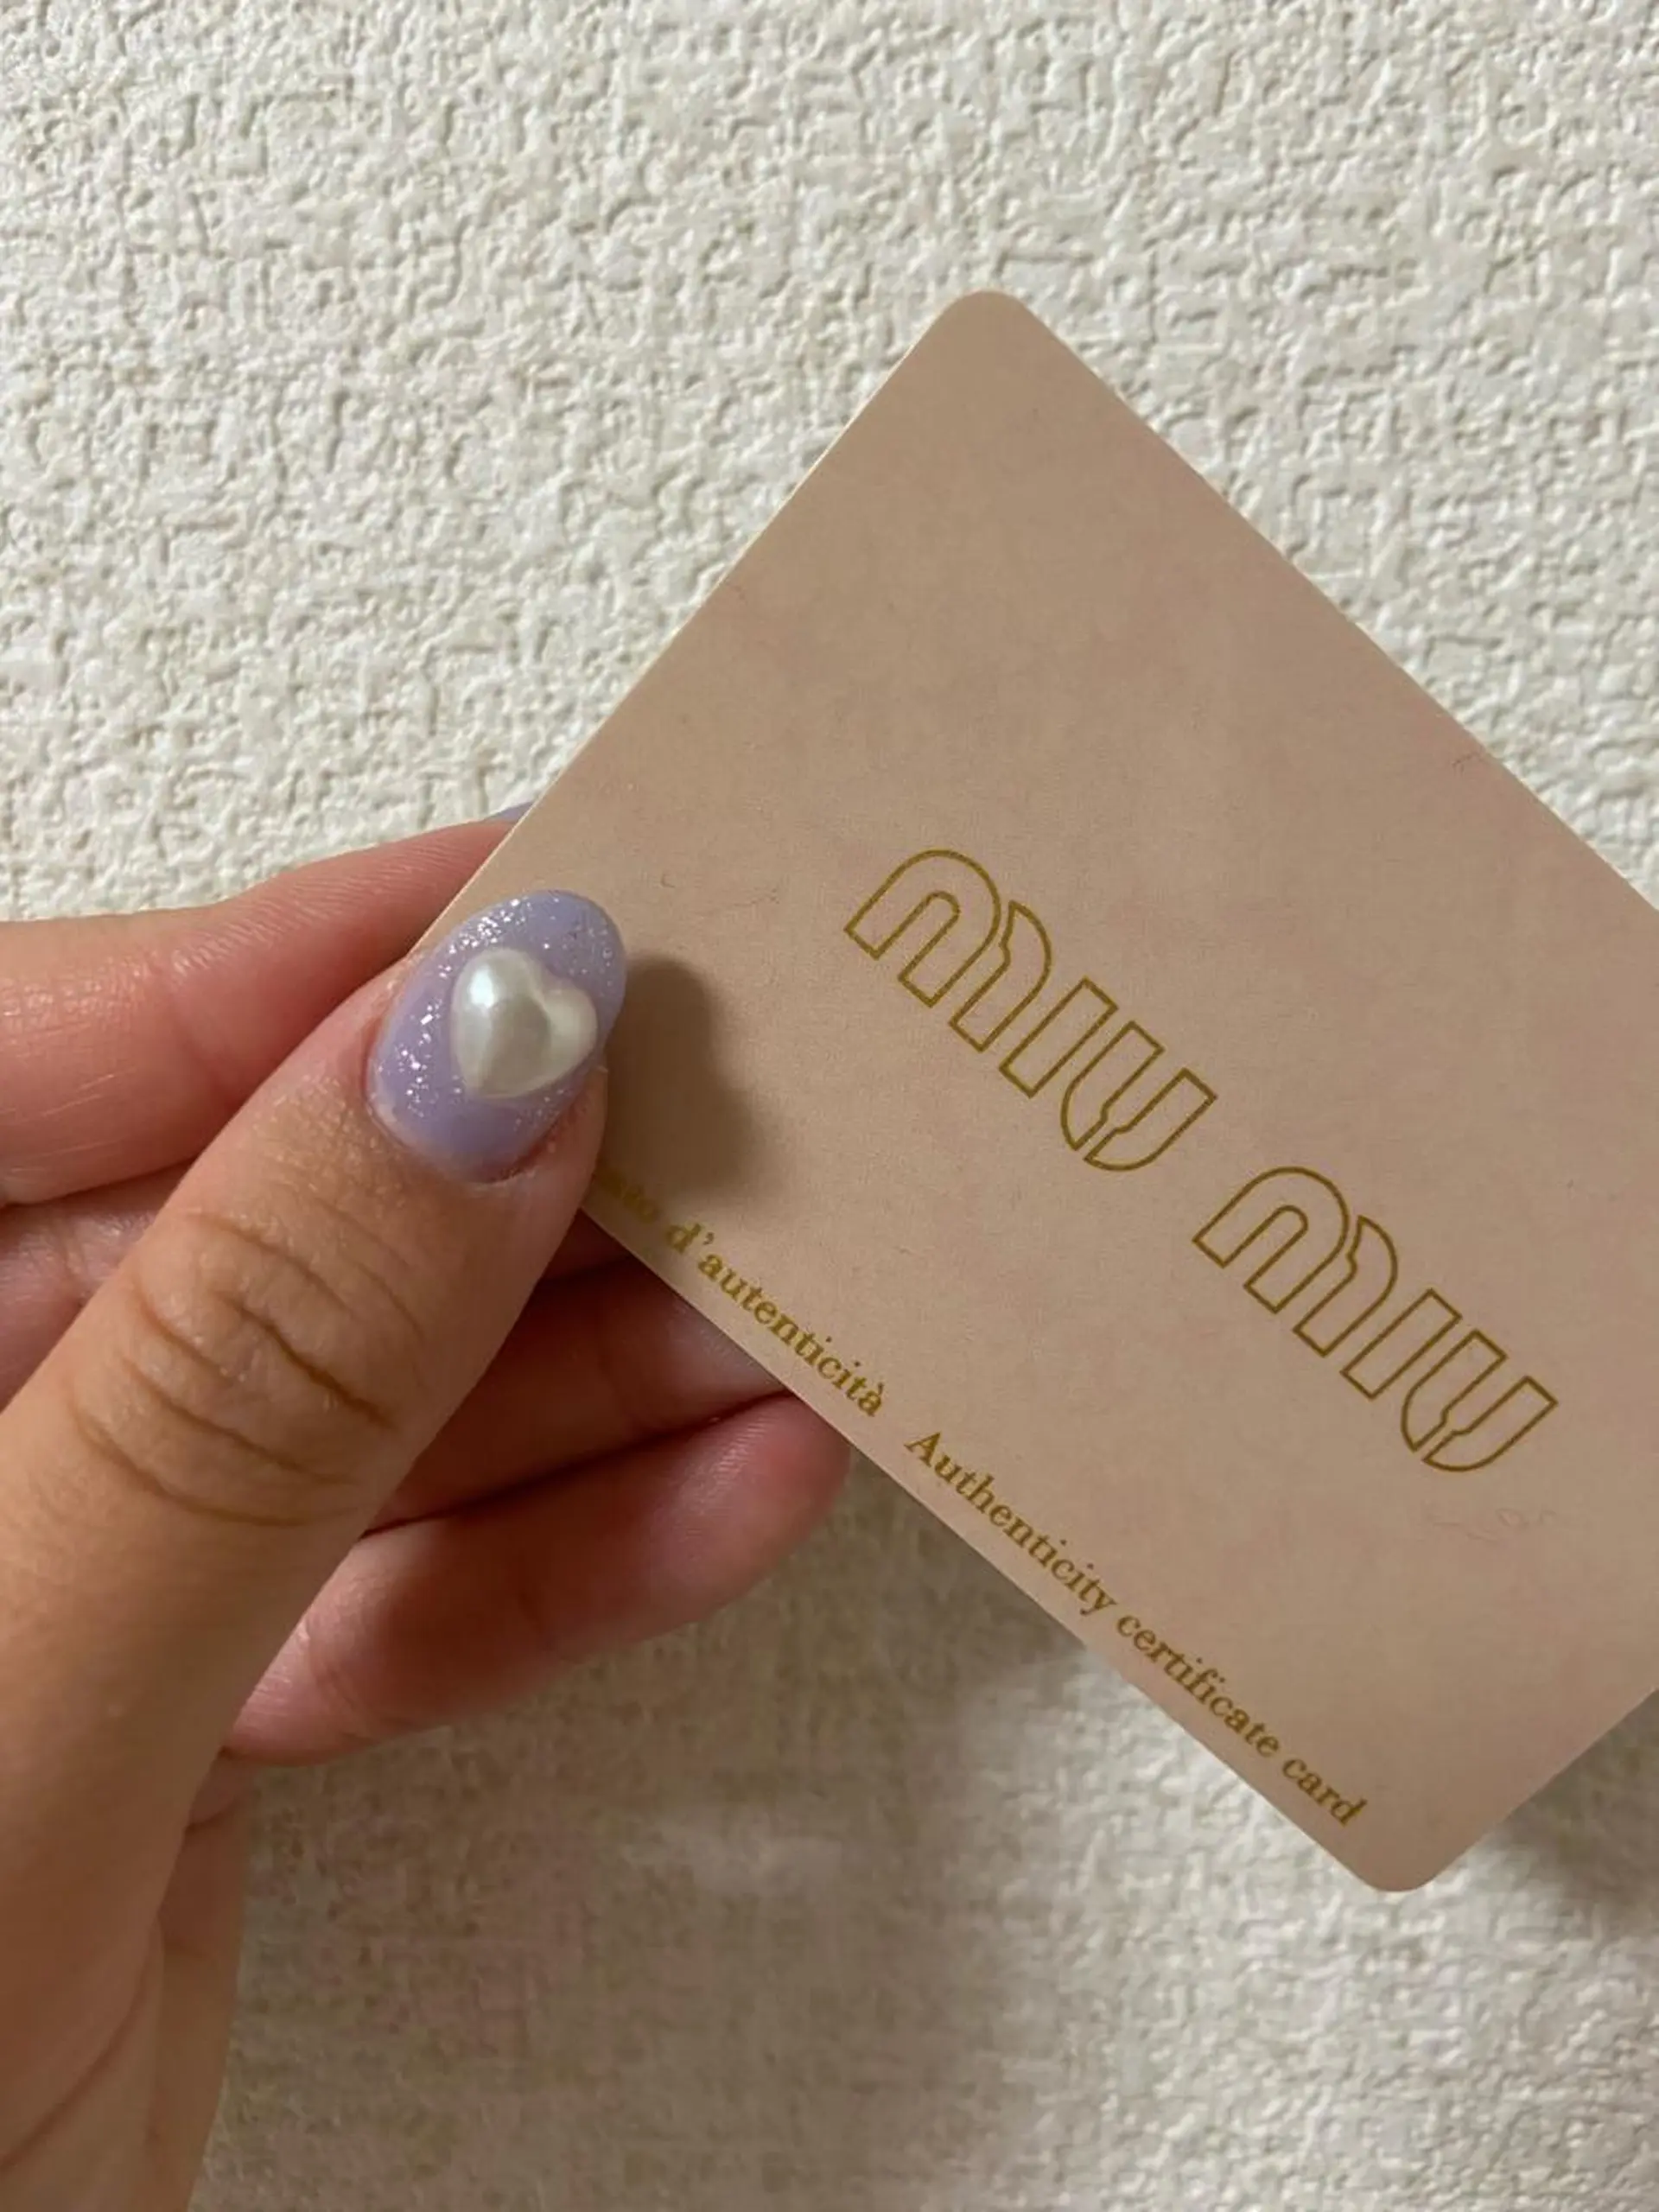 MIU MIU
d'autenticità Authenticity certificate card